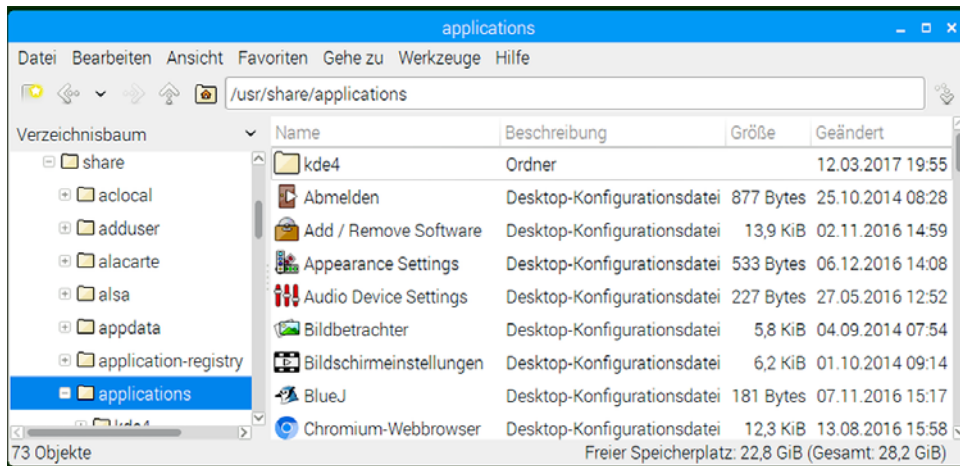 applications
Datei Bearbeiten Ansicht Favoriten Gehe zu Werkzeuge Hilfe
/usr/share/applications
Verzeichnisbaum Name Beschreibung Größe Geändert
share kde4 Ordner 12.03.2017 19:55
aclocal Abmelden Desktop-Konfigurationsdatei 877 Bytes 25.10.2014 08:28
adduser Add / Remove Software Desktop-Konfigurationsdatei 13,9 KiB 02.11.2016 14:59
alacarte Appearance Settings Desktop-Konfigurationsdatei 533 Bytes 06.12.2016 14:08
alsa Audio Device Settings Desktop-Konfigurationsdatei 227 Bytes 27.05.2016 12:52
appdata Bildbetrachter Desktop-Konfigurationsdatei 5,8 KiB 04.09.2014 07:54
application-registry Bildschirmeinstellungen Desktop-Konfigurationsdatei 6,2 KiB 01.10.2014 09:14
applications BlueJ Desktop-Konfigurationsdatei 181 Bytes 07.11.2016 15:17
kde4 Chromium-Webbrowser Desktop-Konfigurationsdatei 12,3 KiB 13.08.2016 15:58
73 Objekte Freier Speicherplatz: 22,8 GiB (Gesamt: 28,2 GiB)